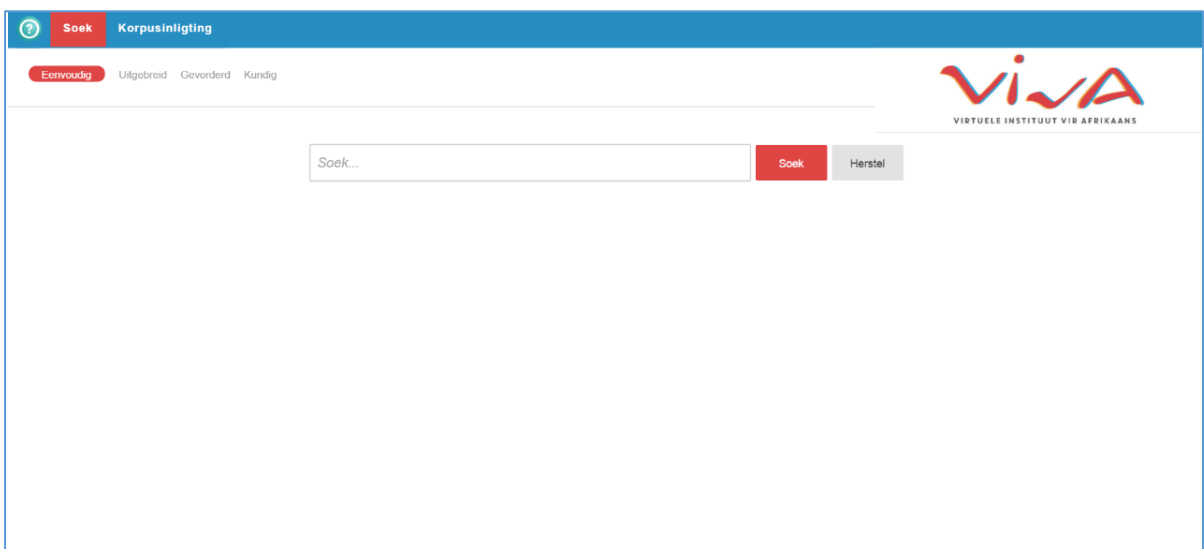 ? Soek Korpusinligting
Eenvoudig Uitgebreid Gevorderd Kundig
VivA
VIRTUELE INSTITUUT VIR AFRIKAANS
Soek... Soek Herstel